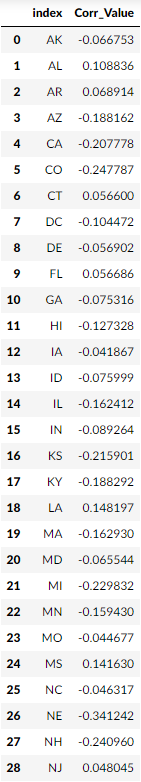 index Corr_Value
0 AK -0.066753
1 AL 0.108836
2 AR 0.068914
3 AZ -0.188162
4 CA -0.207778
5 CO -0.247787
6 CT 0.056600
7 DC -0.104472
8 DE -0.056902
9 FL 0.056686
10 GA -0.075316
11 HI -0.127328
12 IA -0.041867
13 ID -0.075999
14 IL -0.162412
15 IN -0.089264
16 KS -0.215901
17 KY -0.188292
18 LA 0.148197
19 MA -0.162930
20 MD -0.065544
21 MI -0.229832
22 MN -0.159430
23 MO -0.044677
24 MS 0.141630
25 NC -0.046317
26 NE -0.341242
27 NH -0.240960
28 NJ 0.048045